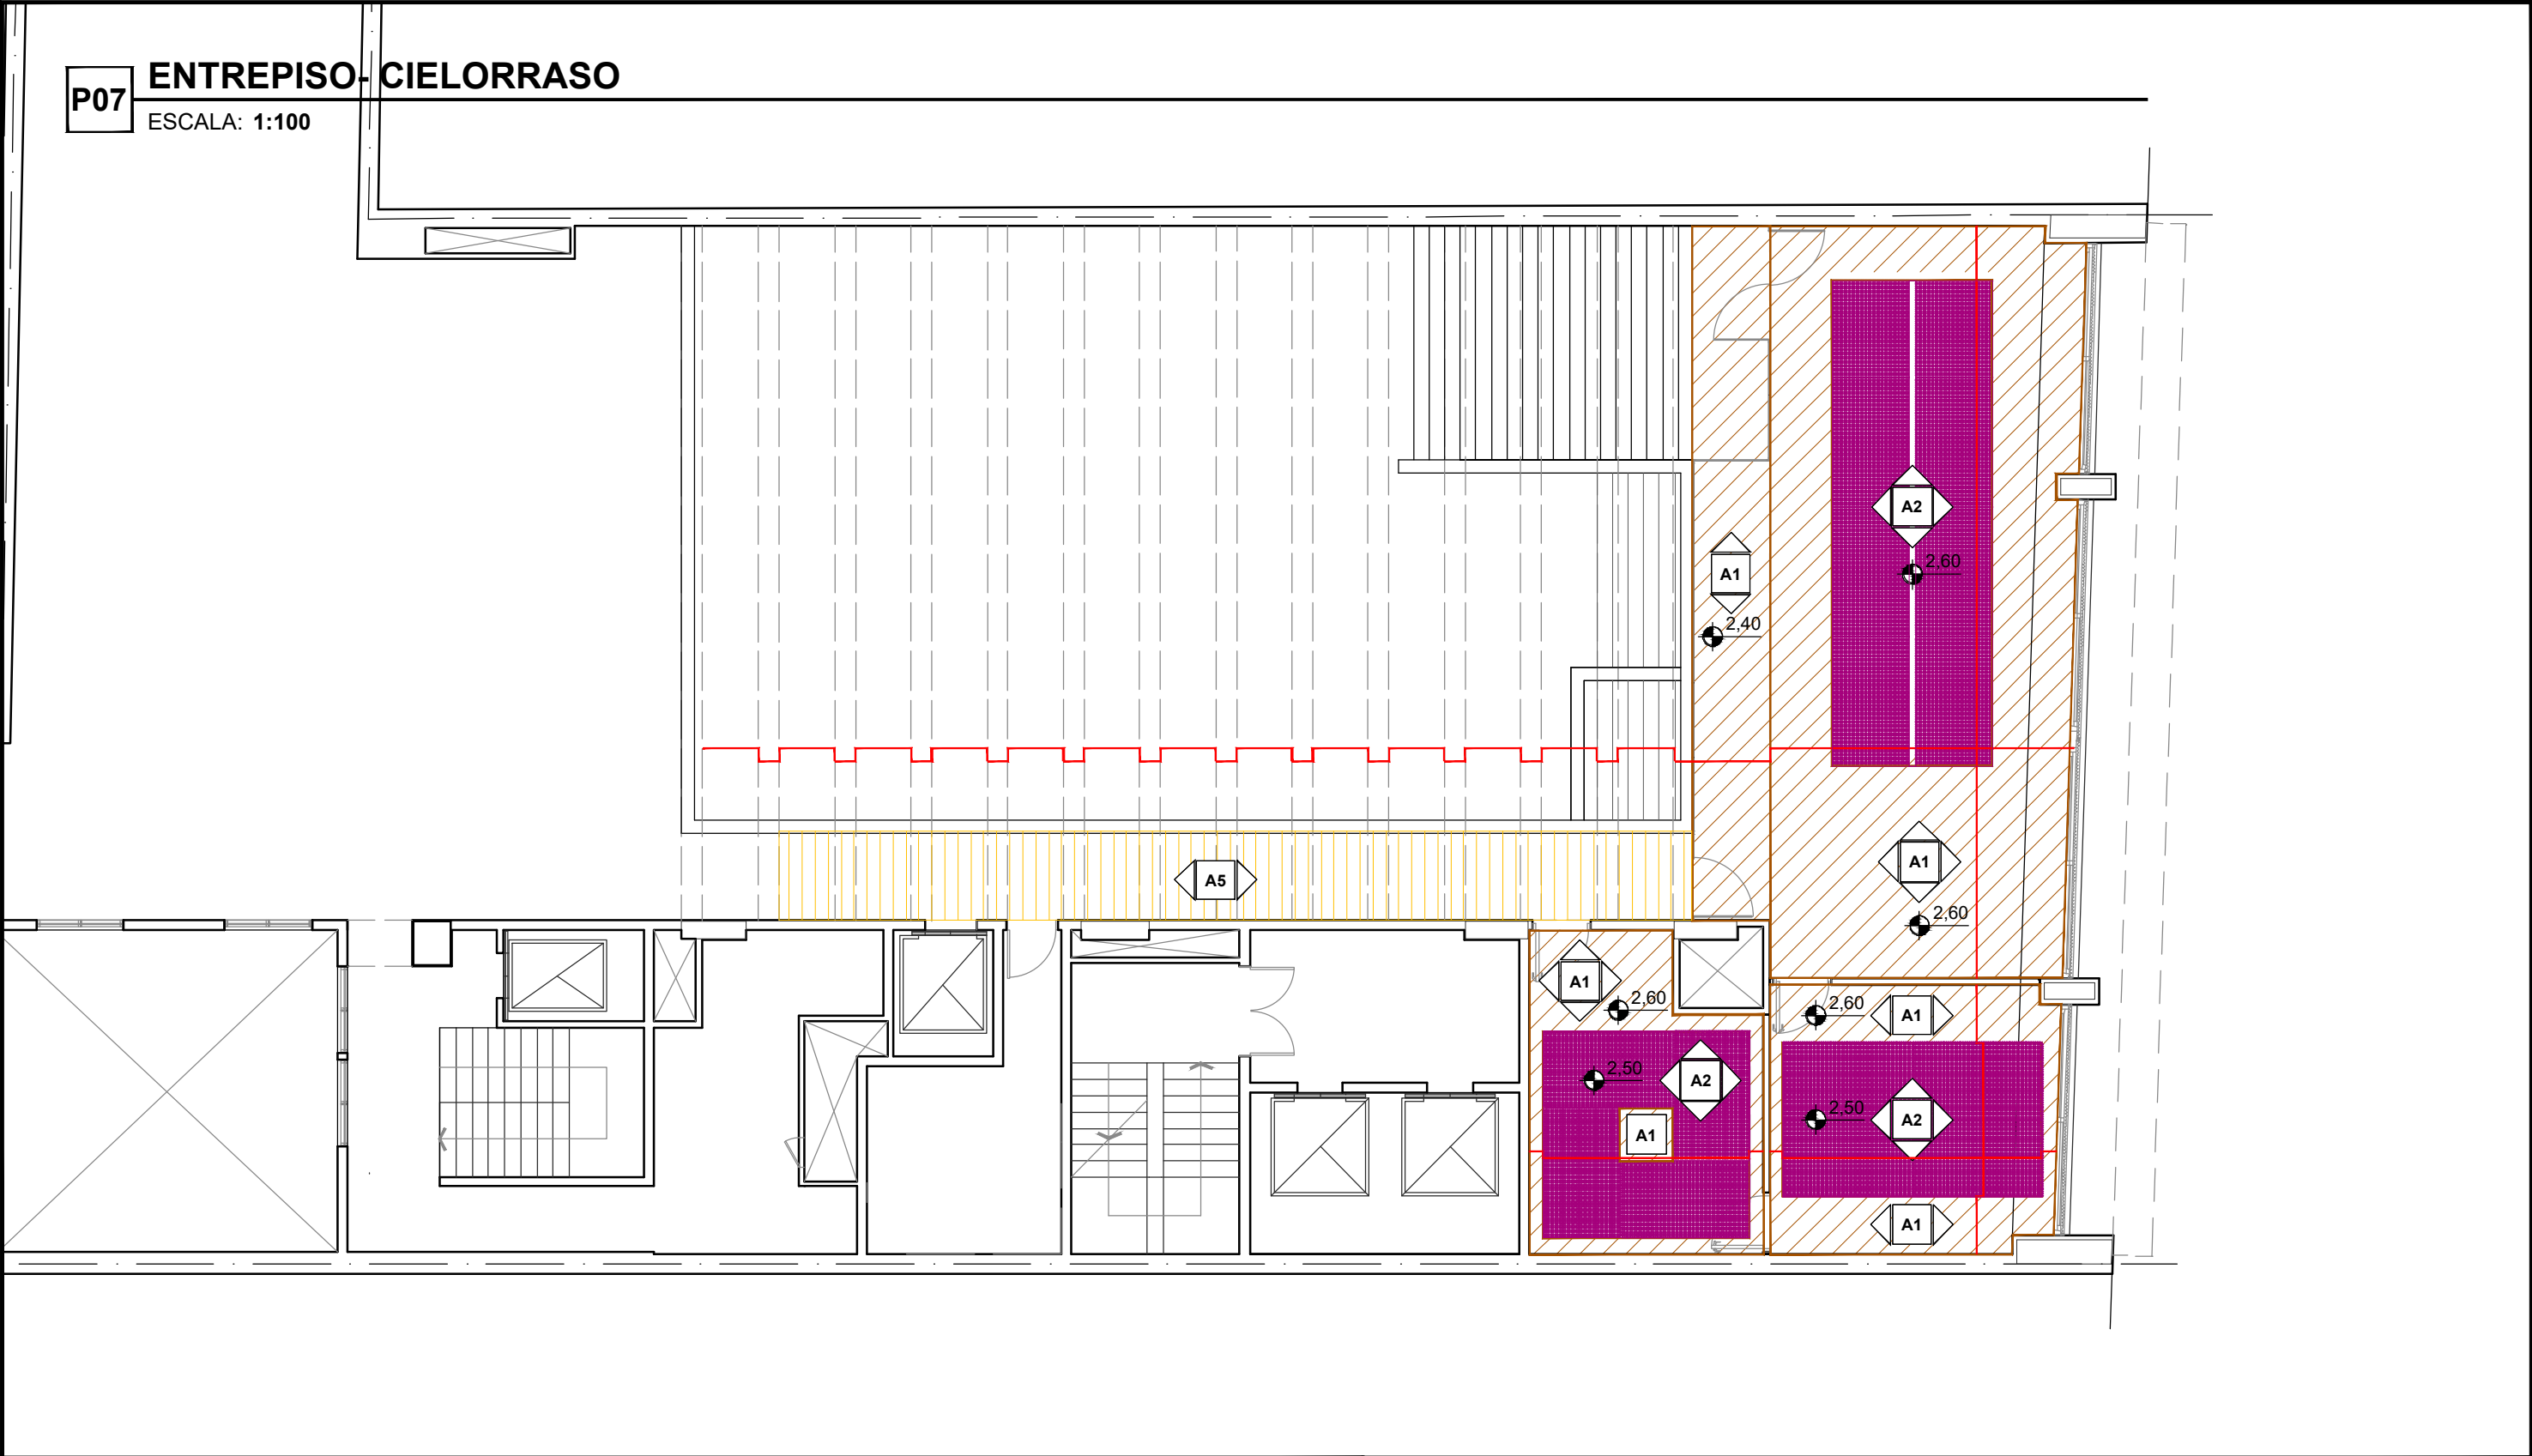 P07
ENTREPISO- CIELORRASO
ESCALA: 1:100
A2
2,60
A1
2,40
A1
2,60
A5
A1
2,60
2,60
A1
2,50
A2
2,50
A2
A1
A1